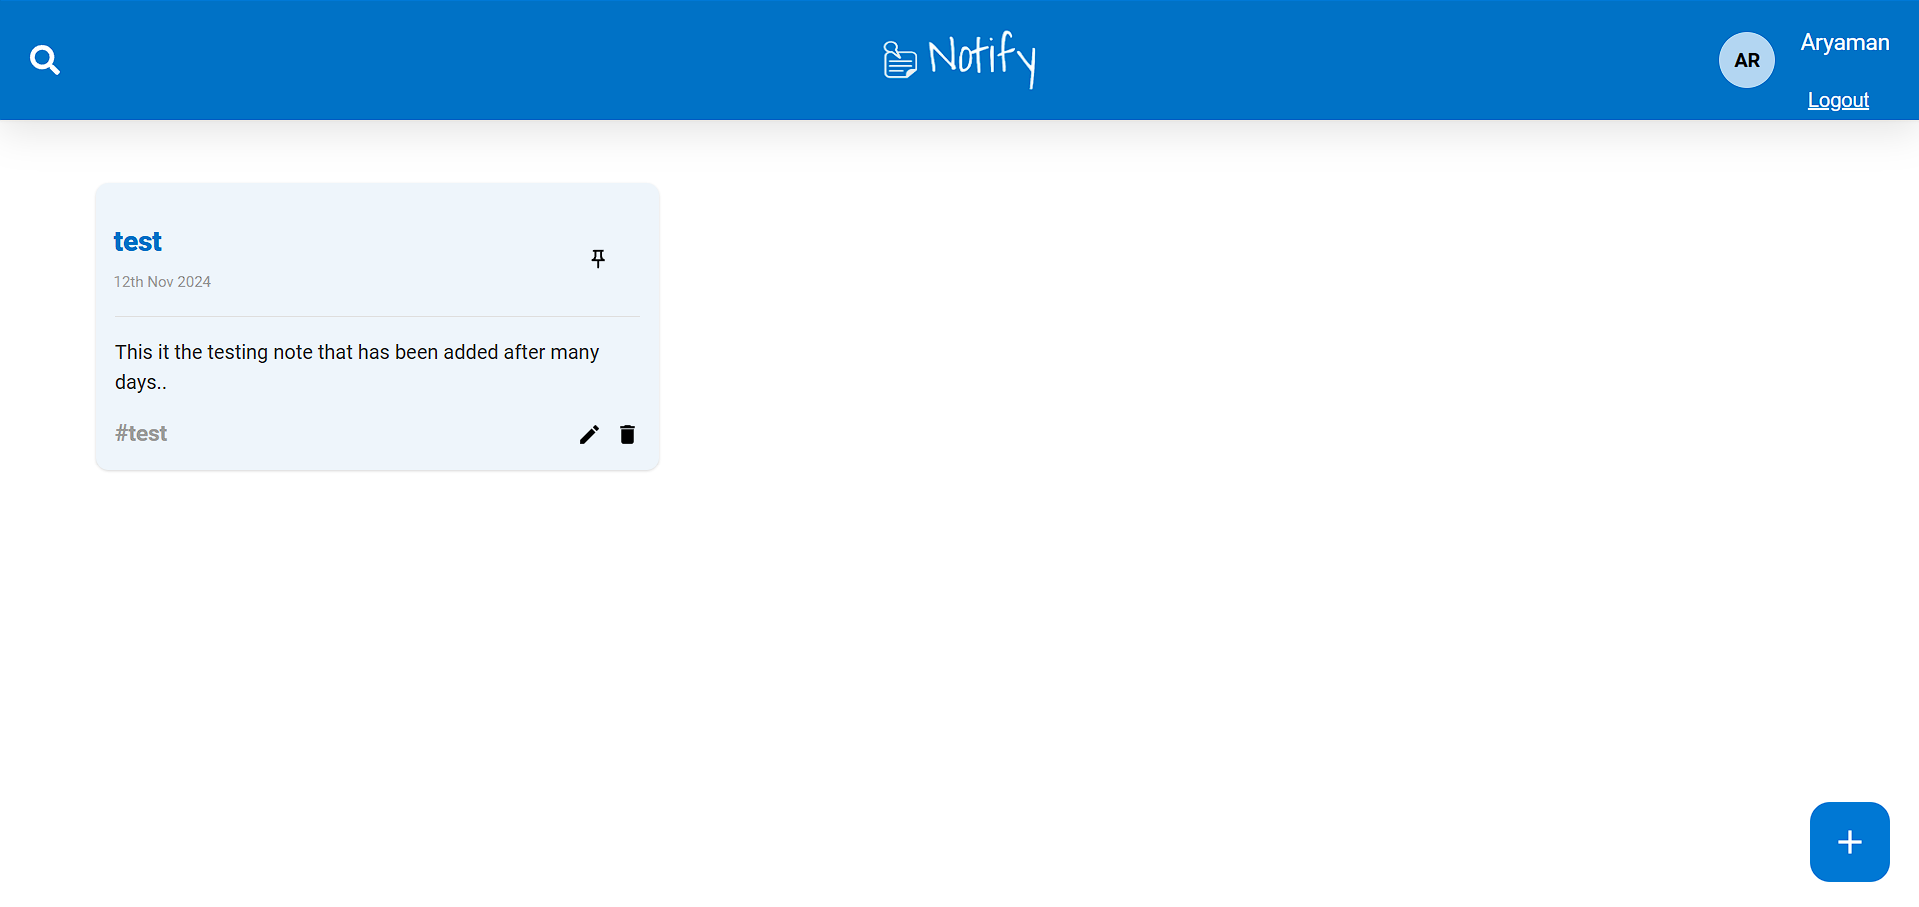 Notify
AR
Aryaman
Logout
test
12th Nov 2024
This it the testing note that has been added after many
days..
#test